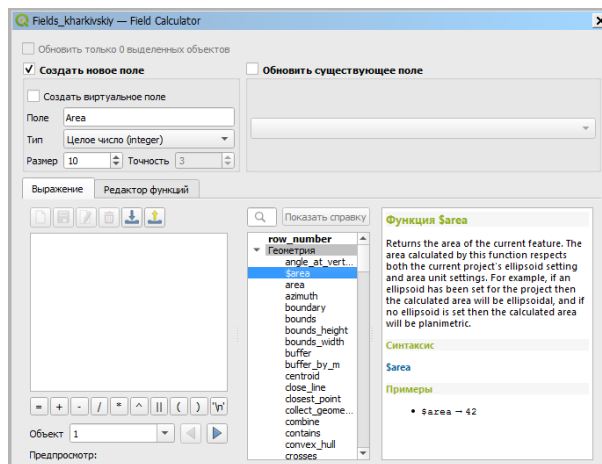 Fields_kharkivskiy — Field Calculator
Обновить только 0 выделенных объектов
Создать новое поле
Обновить существующее поле
Создать виртуальное поле
Поле Area
Тип Целое число (integer)
Размер 10 Точность 3
Выражение Редактор функций
Показать справку
row_number
Геометрия
angle_at_vert...
$area
area
azimuth
boundary
bounds
bounds_height
bounds_width
buffer
buffer_by_m
centroid
close_line
closest_point
collect_geome...
combine
contains
convex_hull
crosses
= + - / * ^ || ( ) '\n'
Объект 1
Предпросмотр:
Функция $area
Returns the area of the current feature. The
area calculated by this function respects
both the current project's ellipsoid setting
and area unit settings. For example, if an
ellipsoid has been set for the project then
the calculated area will be ellipsoidal, and if
no ellipsoid is set then the calculated area
will be planimetric.
Синтаксис
$area
Примеры
• $area → 42